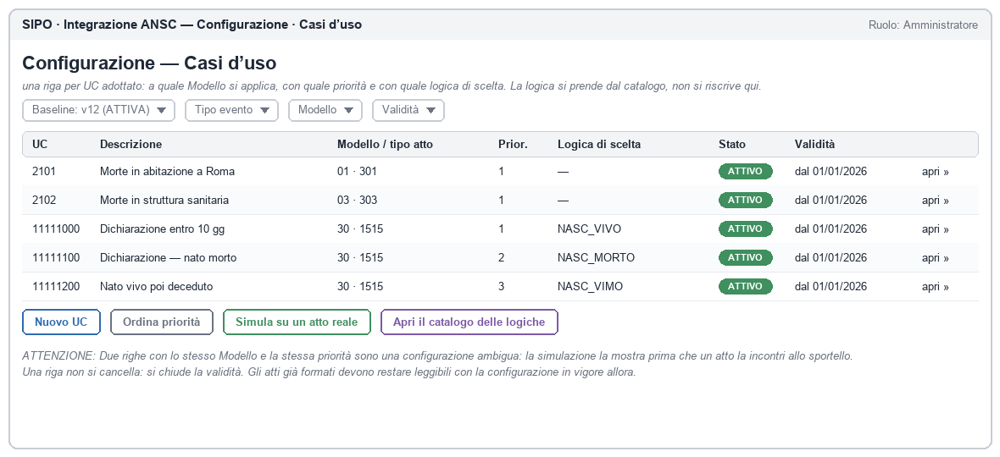 SIPO · Integrazione ANSC — Configurazione · Casi d’uso Ruolo: Amministratore
Configurazione — Casi d’uso
una riga per UC adottato: a quale Modello si applica, con quale priorità e con quale logica di scelta. La logica si prende dal catalogo, non si riscrive qui.
Baseline: v12 (ATTIVA) Tipo evento Modello Validità
UC Descrizione Modello / tipo atto Prior. Logica di scelta Stato Validità
2101 Morte in abitazione a Roma 01 · 301 1 — ATTIVO dal 01/01/2026 apri »
2102 Morte in struttura sanitaria 03 · 303 1 — ATTIVO dal 01/01/2026 apri »
11111000 Dichiarazione entro 10 gg 30 · 1515 1 NASC_VIVO ATTIVO dal 01/01/2026 apri »
11111100 Dichiarazione — nato morto 30 · 1515 2 NASC_MORTO ATTIVO dal 01/01/2026 apri »
11111200 Nato vivo poi deceduto 30 · 1515 3 NASC_VIMO ATTIVO dal 01/01/2026 apri »
Nuovo UC Ordina priorità Simula su un atto reale Apri il catalogo delle logiche
ATTENZIONE: Due righe con lo stesso Modello e la stessa priorità sono una configurazione ambigua: la simulazione la mostra prima che un atto la incontri allo sportello.
Una riga non si cancella: si chiude la validità. Gli atti già formati devono restare leggibili con la configurazione in vigore allora.